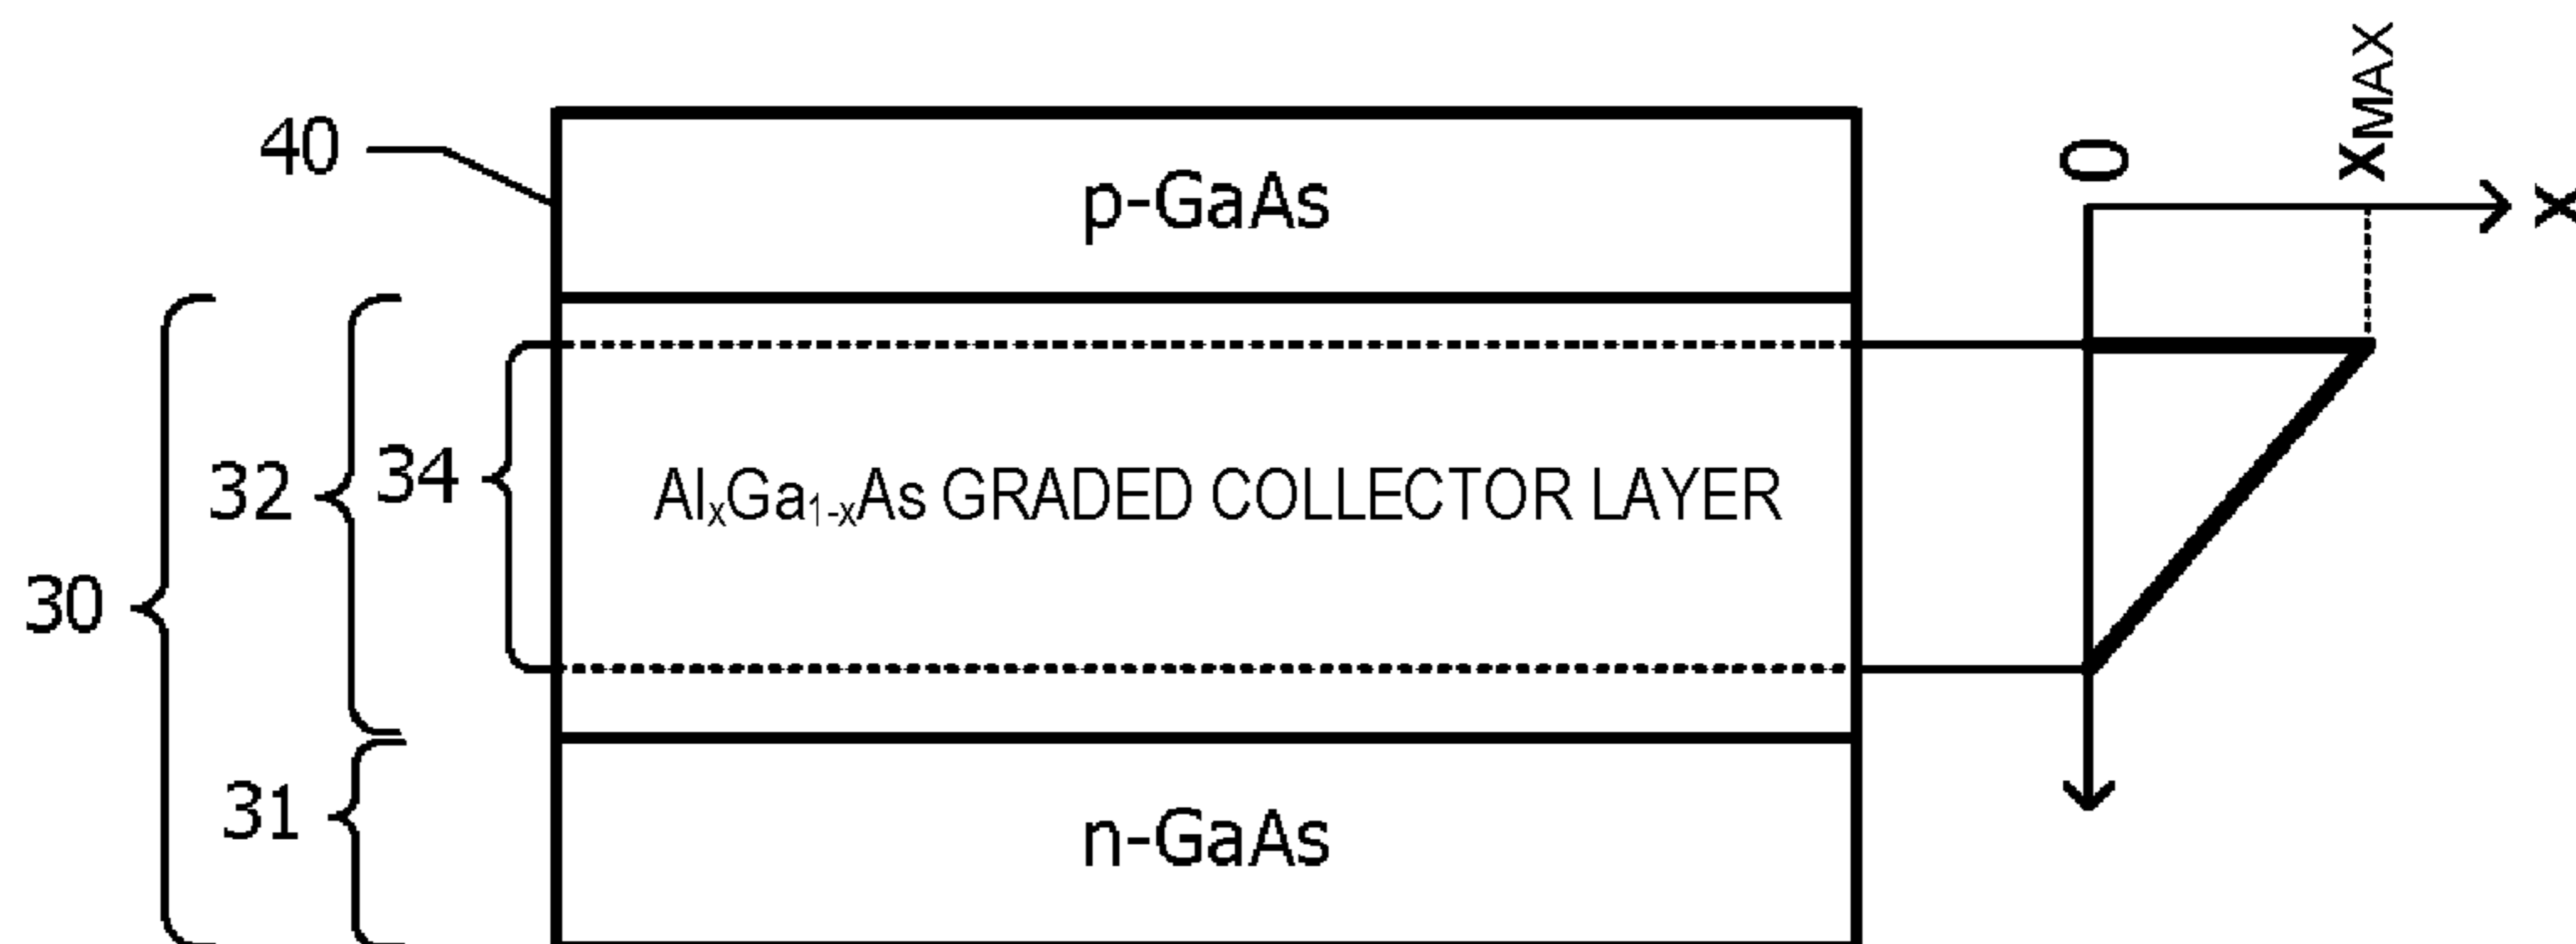 40
p-GaAs
0
xMAX
x
32
34
AlₓGa₁₋ₓAs GRADED COLLECTOR LAYER
30
31
n-GaAs